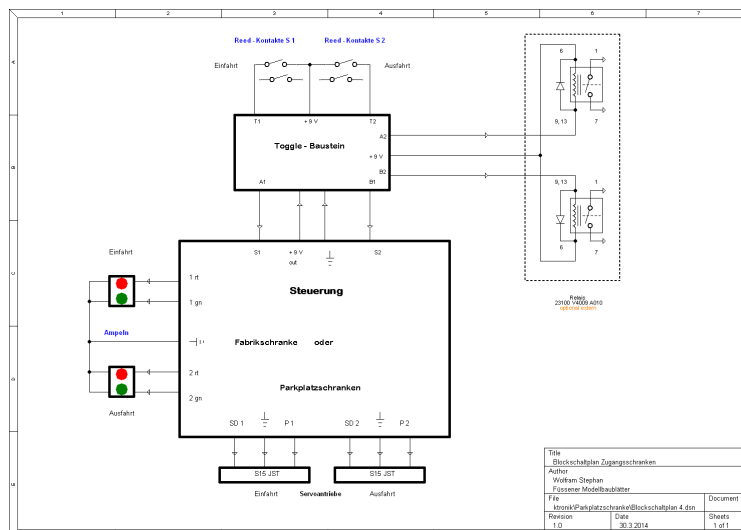 1 2 3 4 5 6 7
A
B
C
D
E
Reed - Kontakte S 1 Reed - Kontakte S 2
Einfahrt Ausfahrt
T1 + 9 V T2
Toggle - Baustein
A2
+ 9 V
B2
A1 B1
6 1
9, 13 7
9, 13 1
6 7
Relais
23100 V4009 A010
optional extern
S1 + 9 V S2
out
Steuerung
Einfahrt
1 rt
1 gn
Ampeln
Fabrikschranke oder
2 rt
Parkplatzschranken
2 gn
Ausfahrt
SD 1 P 1 SD 2 P 2
S15 JST S15 JST
Einfahrt Servoantriebe Ausfahrt
Title
Blockschaltplan Zugangsschranken
Author
Wolfram Stephan
Füssener Modellbaublätter
File Document
ktronik\Parkplatzschranke\Blockschaltplan 4.dsn
Revision Date Sheets
1.0 30.3.2014 1 of 1